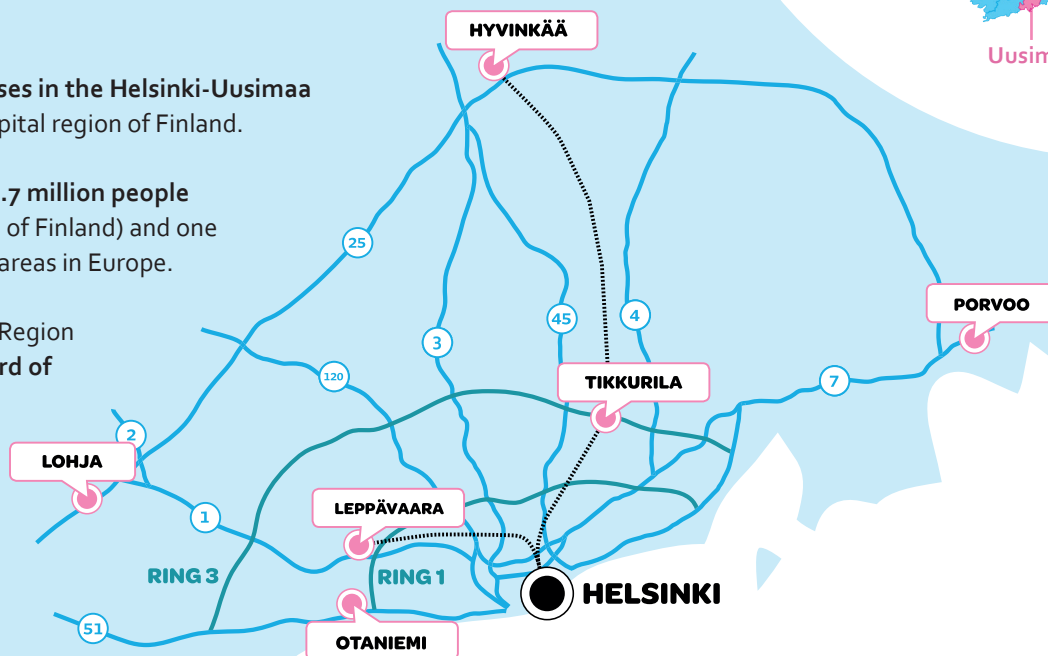 HYVINKÄÄ
Uusim
ses in the Helsinki-Uusimaa
pital region of Finland.
.7 million people
of Finland) and one
areas in Europe.
25
PORVOO
45
4
Region
3
rd of
120
TIKKURILA
7
2
LOHJA
LEPPÄVAARA
1
RING 3
RING 1
HELSINKI
51
OTANIEMI